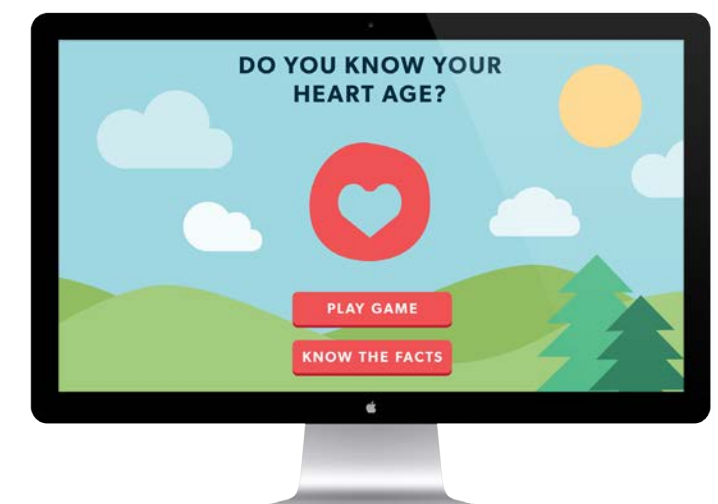 DO YOU KNOW YOUR
HEART AGE?
PLAY GAME
KNOW THE FACTS